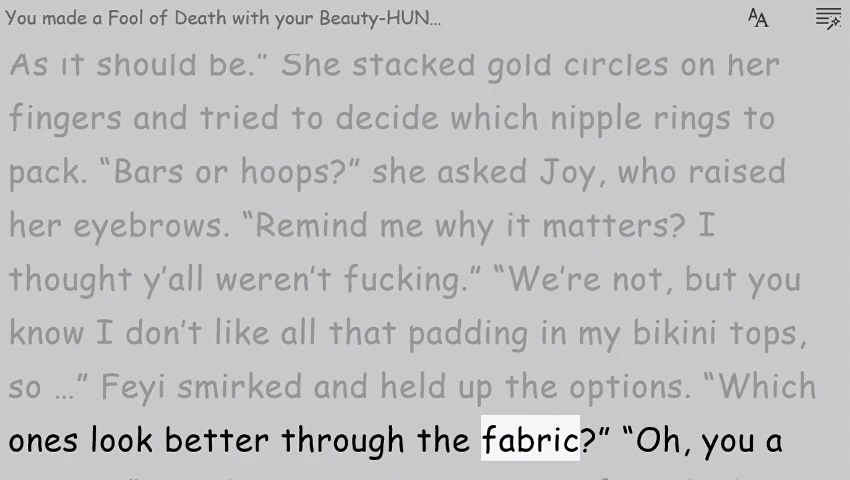 You made a Fool of Death with your Beauty-HUN...
As it should be.” She stacked gold circles on her
fingers and tried to decide which nipple rings to
pack. “Bars or hoops?” she asked Joy, who raised
her eyebrows. “Remind me why it matters? I
thought y’all weren’t fucking.” “We’re not, but you
know I don’t like all that padding in my bikini tops,
so …” Feyi smirked and held up the options. “Which
ones look better through the fabric?” “Oh, you a